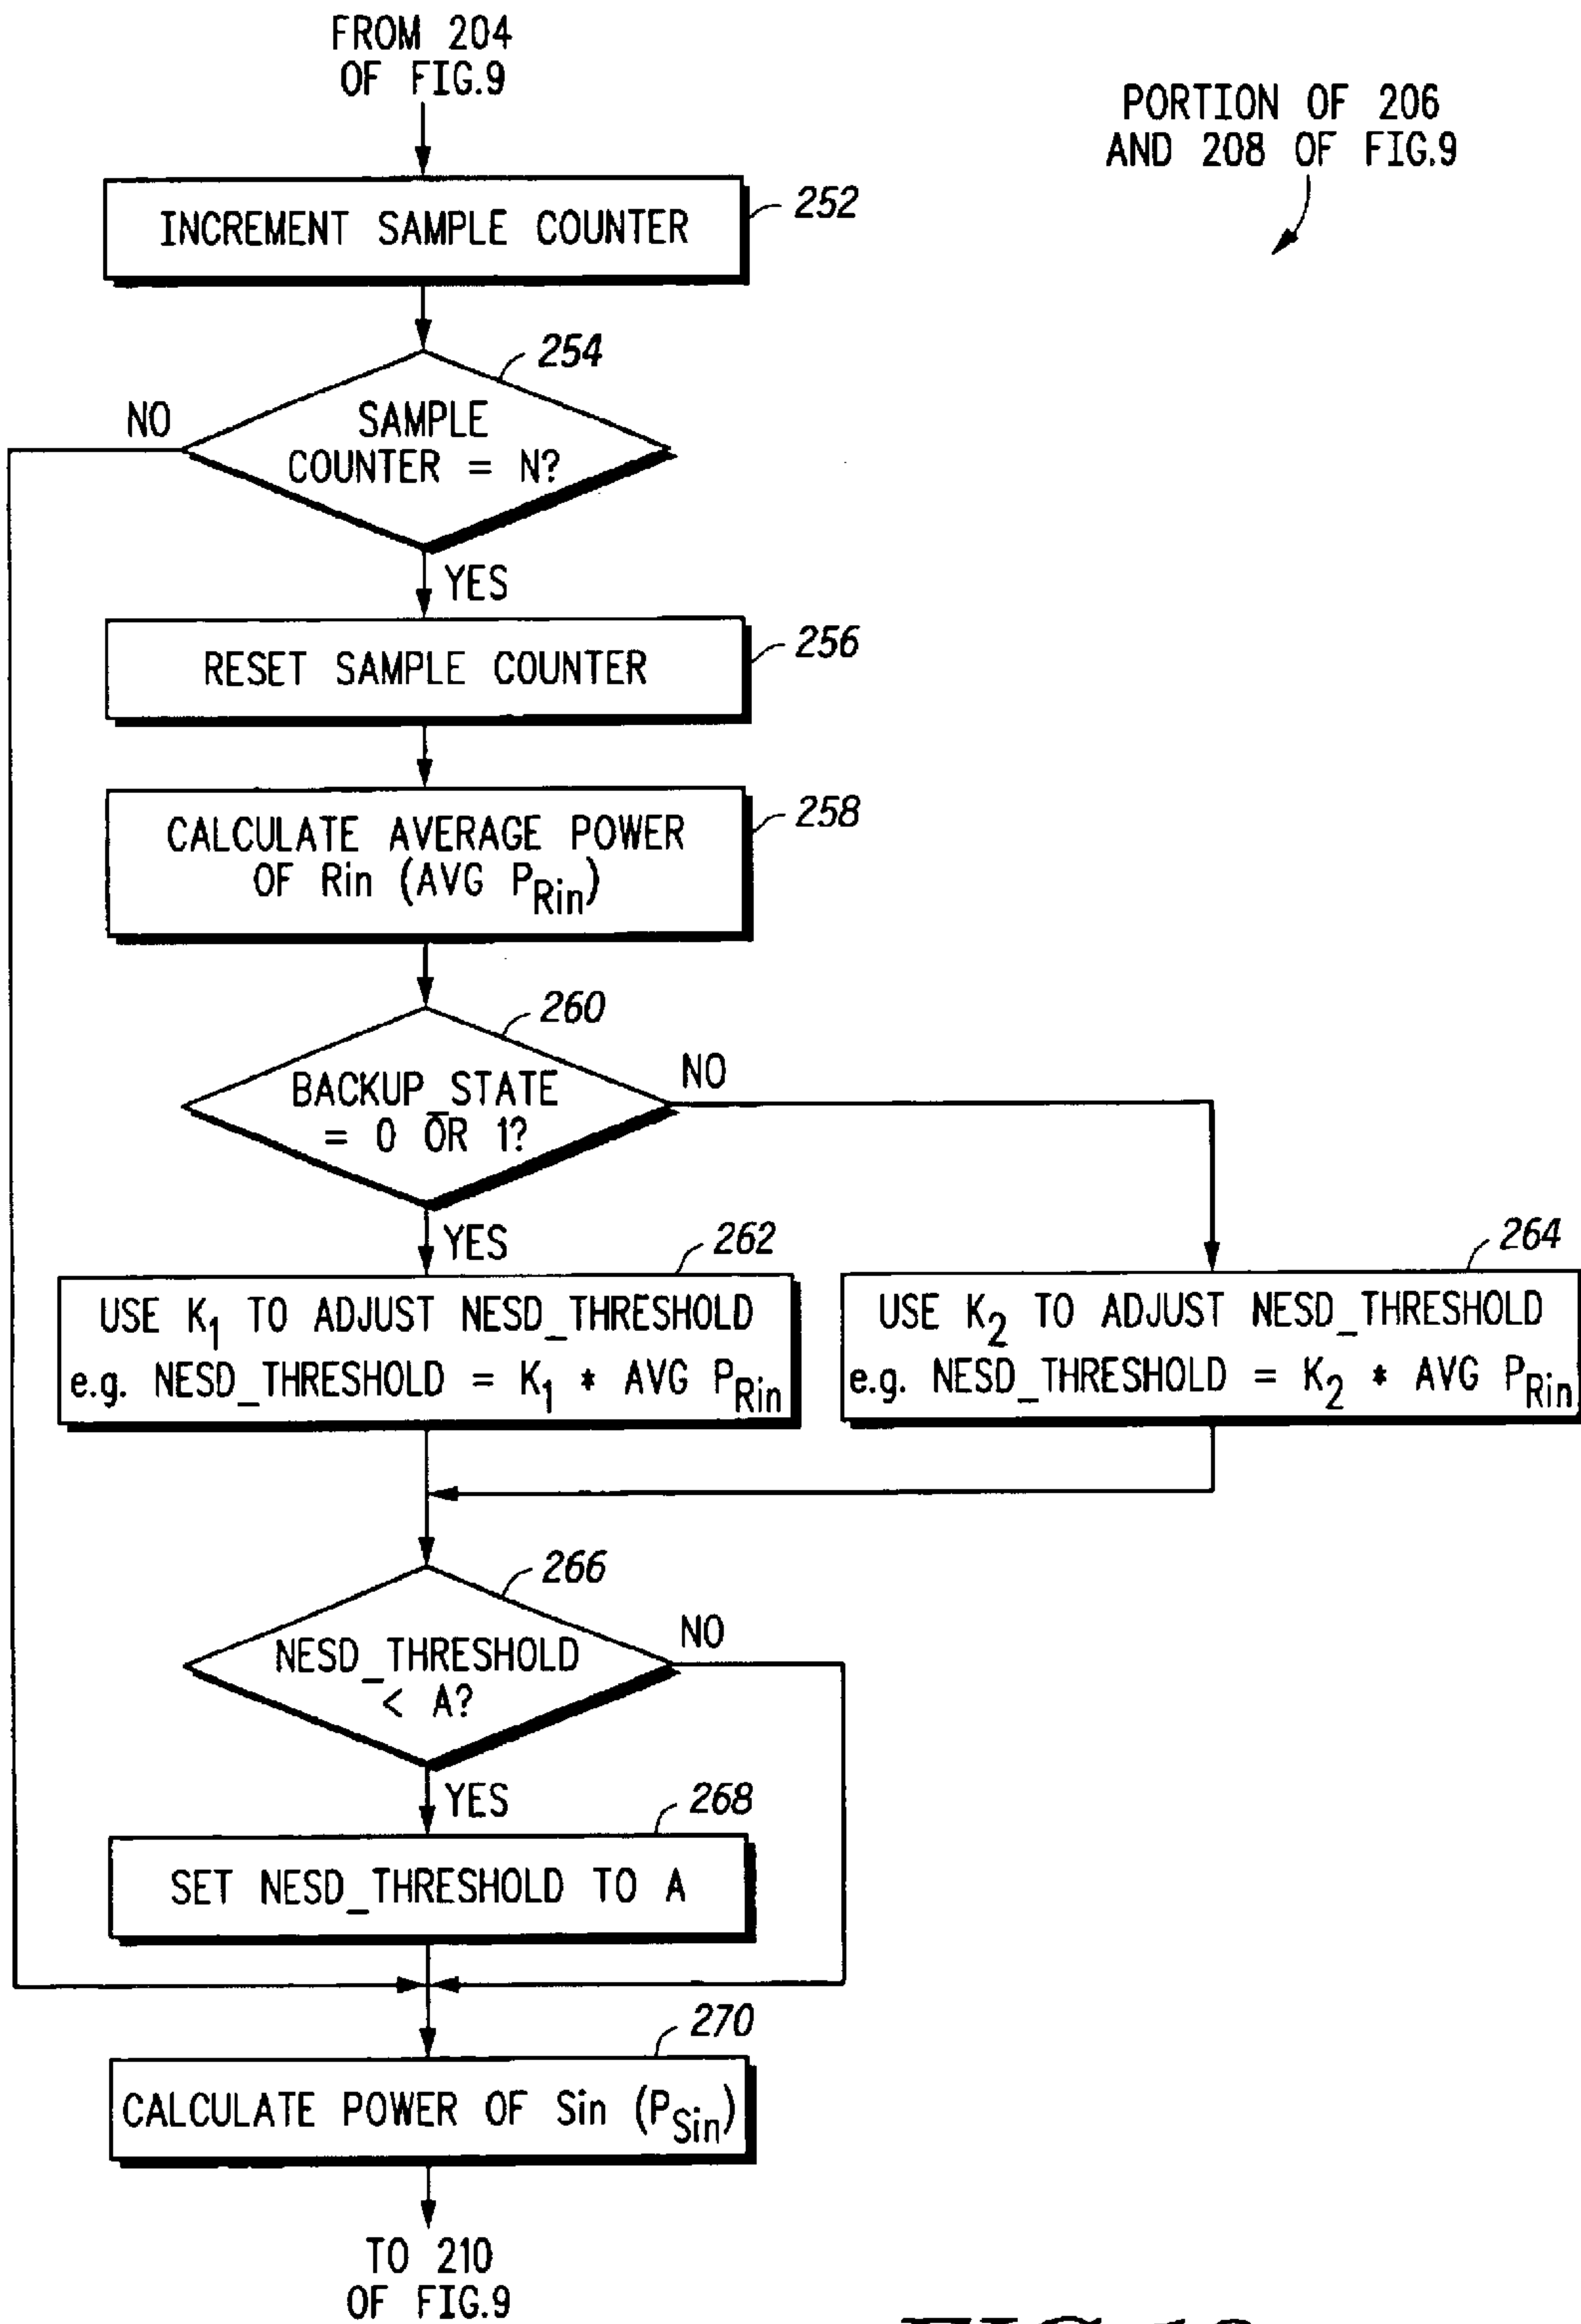 FROM 204
OF FIG.9
PORTION OF 206
AND 208 OF FIG.9
INCREMENT SAMPLE COUNTER
252
254
NO
SAMPLE
COUNTER = N?
YES
RESET SAMPLE COUNTER
256
CALCULATE AVERAGE POWER
OF Rin (AVG PRin)
258
260
BACKUP_STATE
= 0 OR 1?
NO
YES
262
264
USE K1 TO ADJUST NESD_THRESHOLD
e.g. NESD_THRESHOLD = K1 * AVG PRin
USE K2 TO ADJUST NESD_THRESHOLD
e.g. NESD_THRESHOLD = K2 * AVG PRin
266
NESD_THRESHOLD
< A?
NO
YES
268
SET NESD_THRESHOLD TO A
270
CALCULATE POWER OF Sin (PSin)
TO 210
OF FIG.9